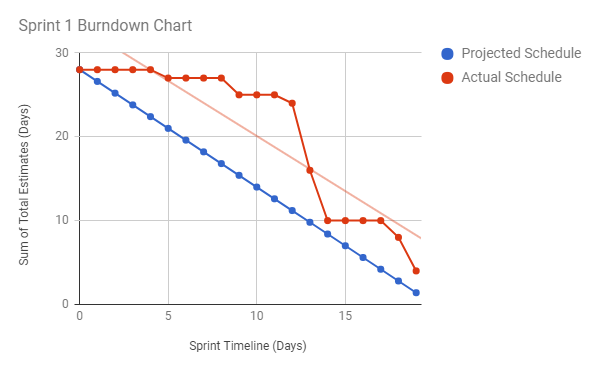 Sprint 1 Burndown Chart
Projected Schedule
Actual Schedule
Sum of Total Estimates (Days)
30
20
10
0
0 5 10 15
Sprint Timeline (Days)